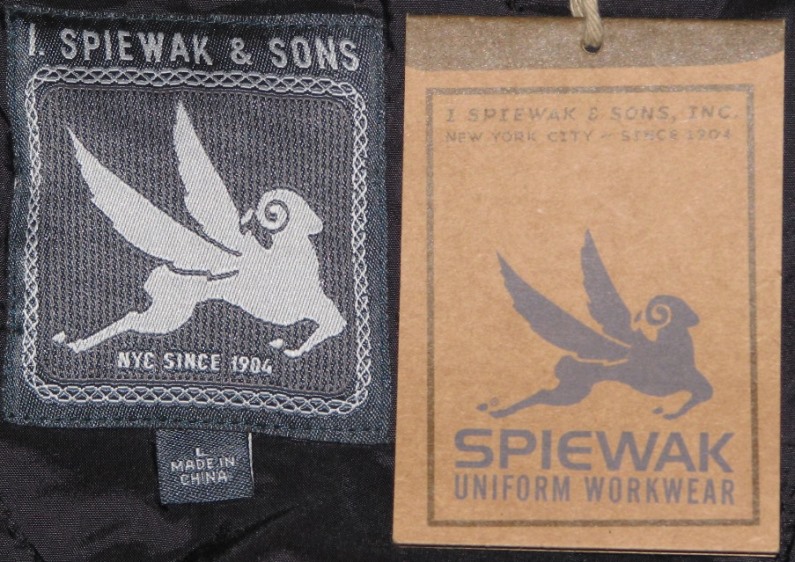 I. SPIEWAK & SONS
NYC SINCE 1904
L
MADE IN
CHINA
I SPIEWAK & SONS, INC.
NEW YORK CITY ~ SINCE 1904
SPIEWAK
UNIFORM WORKWEAR